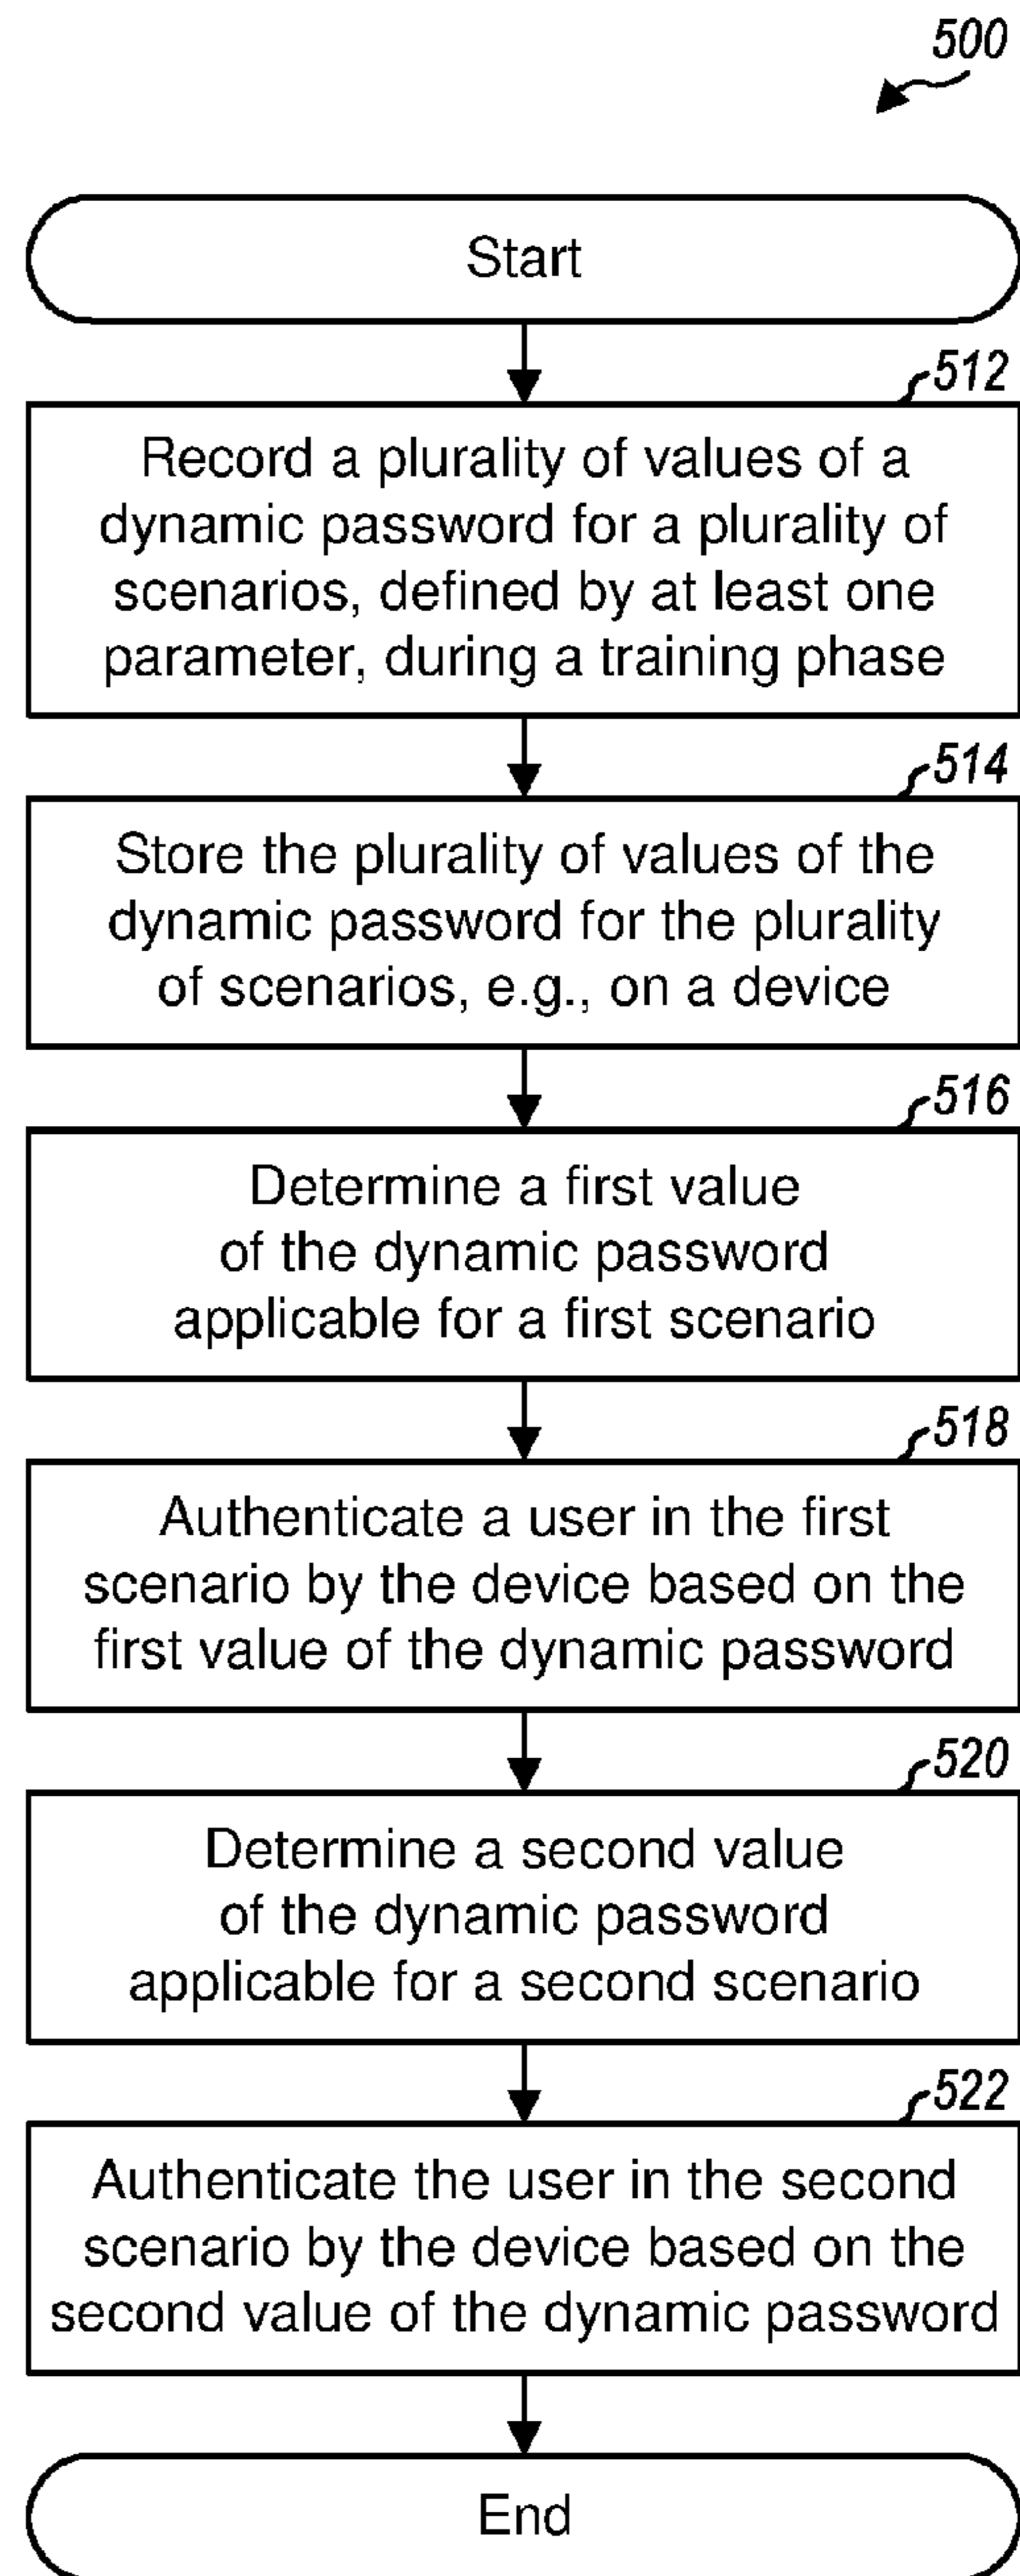 500
Start
512
Record a plurality of values of a
dynamic password for a plurality of
scenarios, defined by at least one
parameter, during a training phase
514
Store the plurality of values of the
dynamic password for the plurality
of scenarios, e.g., on a device
516
Determine a first value
of the dynamic password
applicable for a first scenario
518
Authenticate a user in the first
scenario by the device based on the
first value of the dynamic password
520
Determine a second value
of the dynamic password
applicable for a second scenario
522
Authenticate the user in the second
scenario by the device based on the
second value of the dynamic password
End